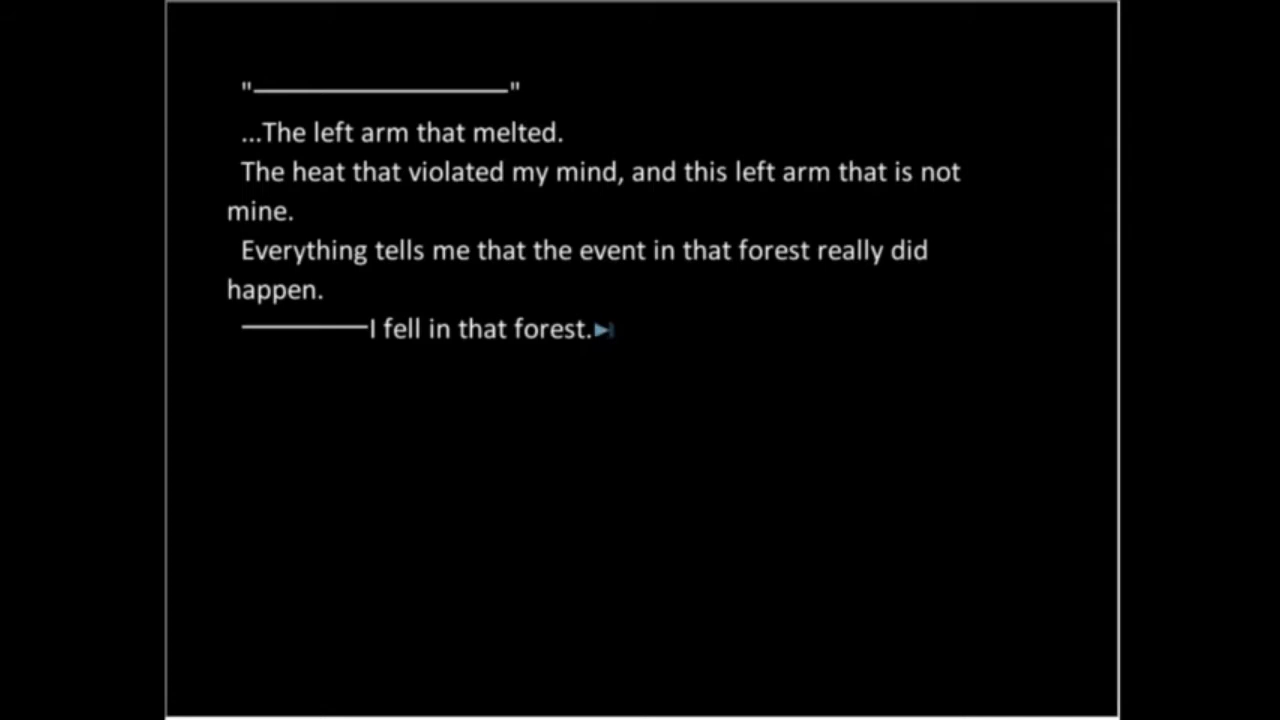 "――――――――――"
...The left arm that melted.
The heat that violated my mind, and this left arm that is not
mine.
Everything tells me that the event in that forest really did
happen.
―――――I fell in that forest.